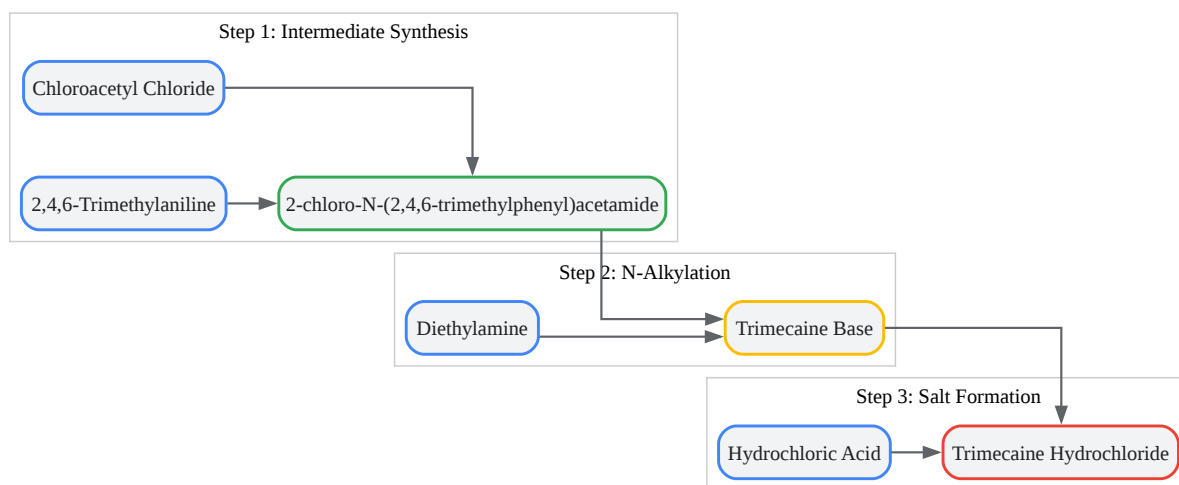 Step 1: Intermediate Synthesis
Chloroacetyl Chloride
2,4,6-Trimethylaniline
2-chloro-N-(2,4,6-trimethylphenyl)acetamide
Step 2: N-Alkylation
Diethylamine
Trimecaine Base
Step 3: Salt Formation
Hydrochloric Acid
Trimecaine Hydrochloride